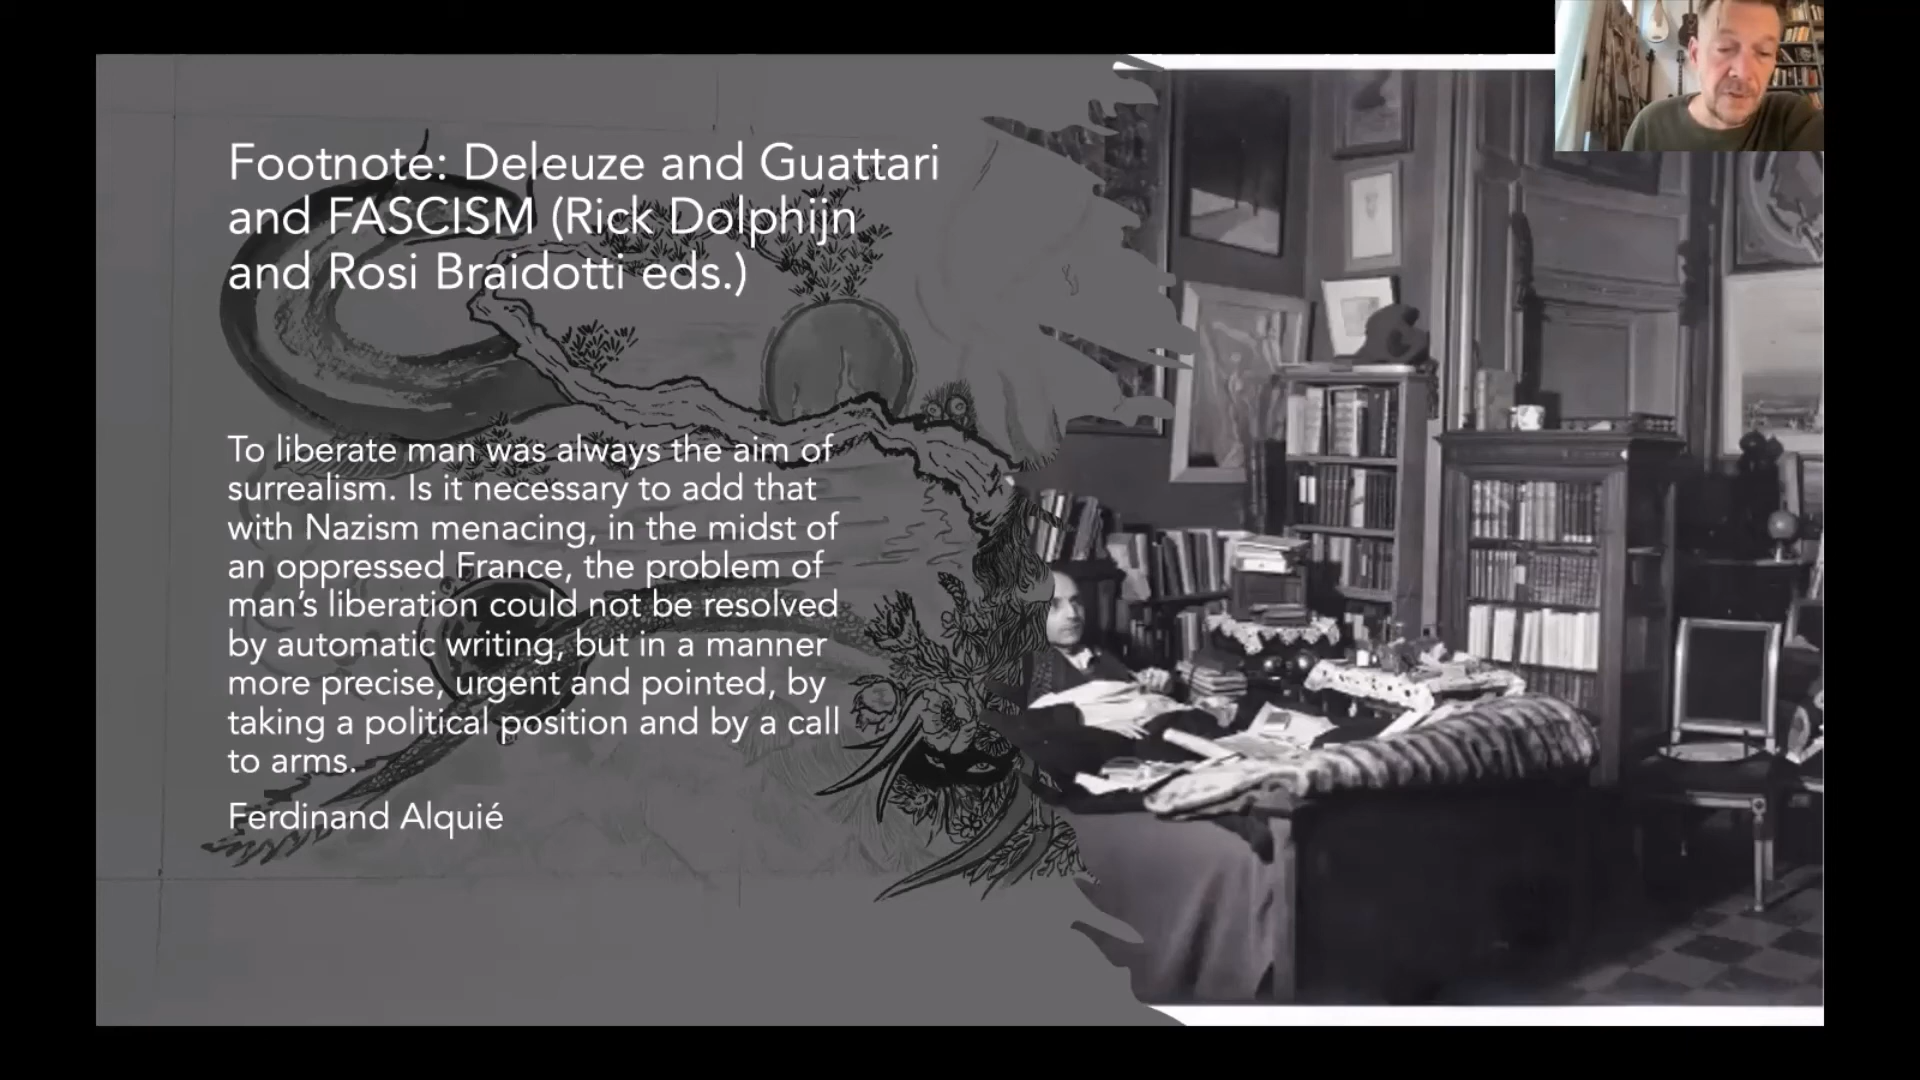 Footnote: Deleuze and Guattari
and FASCISM (Rick Dolphijn
and Rosi Braidotti eds.)
To liberate man was always the aim of
surrealism. Is it necessary to add that
with Nazism menacing, in the midst of
an oppressed France, the problem of
man’s liberation could not be resolved
by automatic writing, but in a manner
more precise, urgent and pointed, by
taking a political position and by a call
to arms.
Ferdinand Alquié